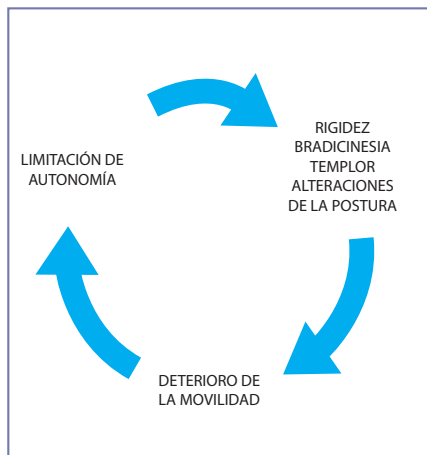 RIGIDEZ
BRADICINESIA
TEMPLOR
ALTERACIONES
DE LA POSTURA
LIMITACIÓN DE
AUTONOMÍA
DETERIORO DE
LA MOVILIDAD